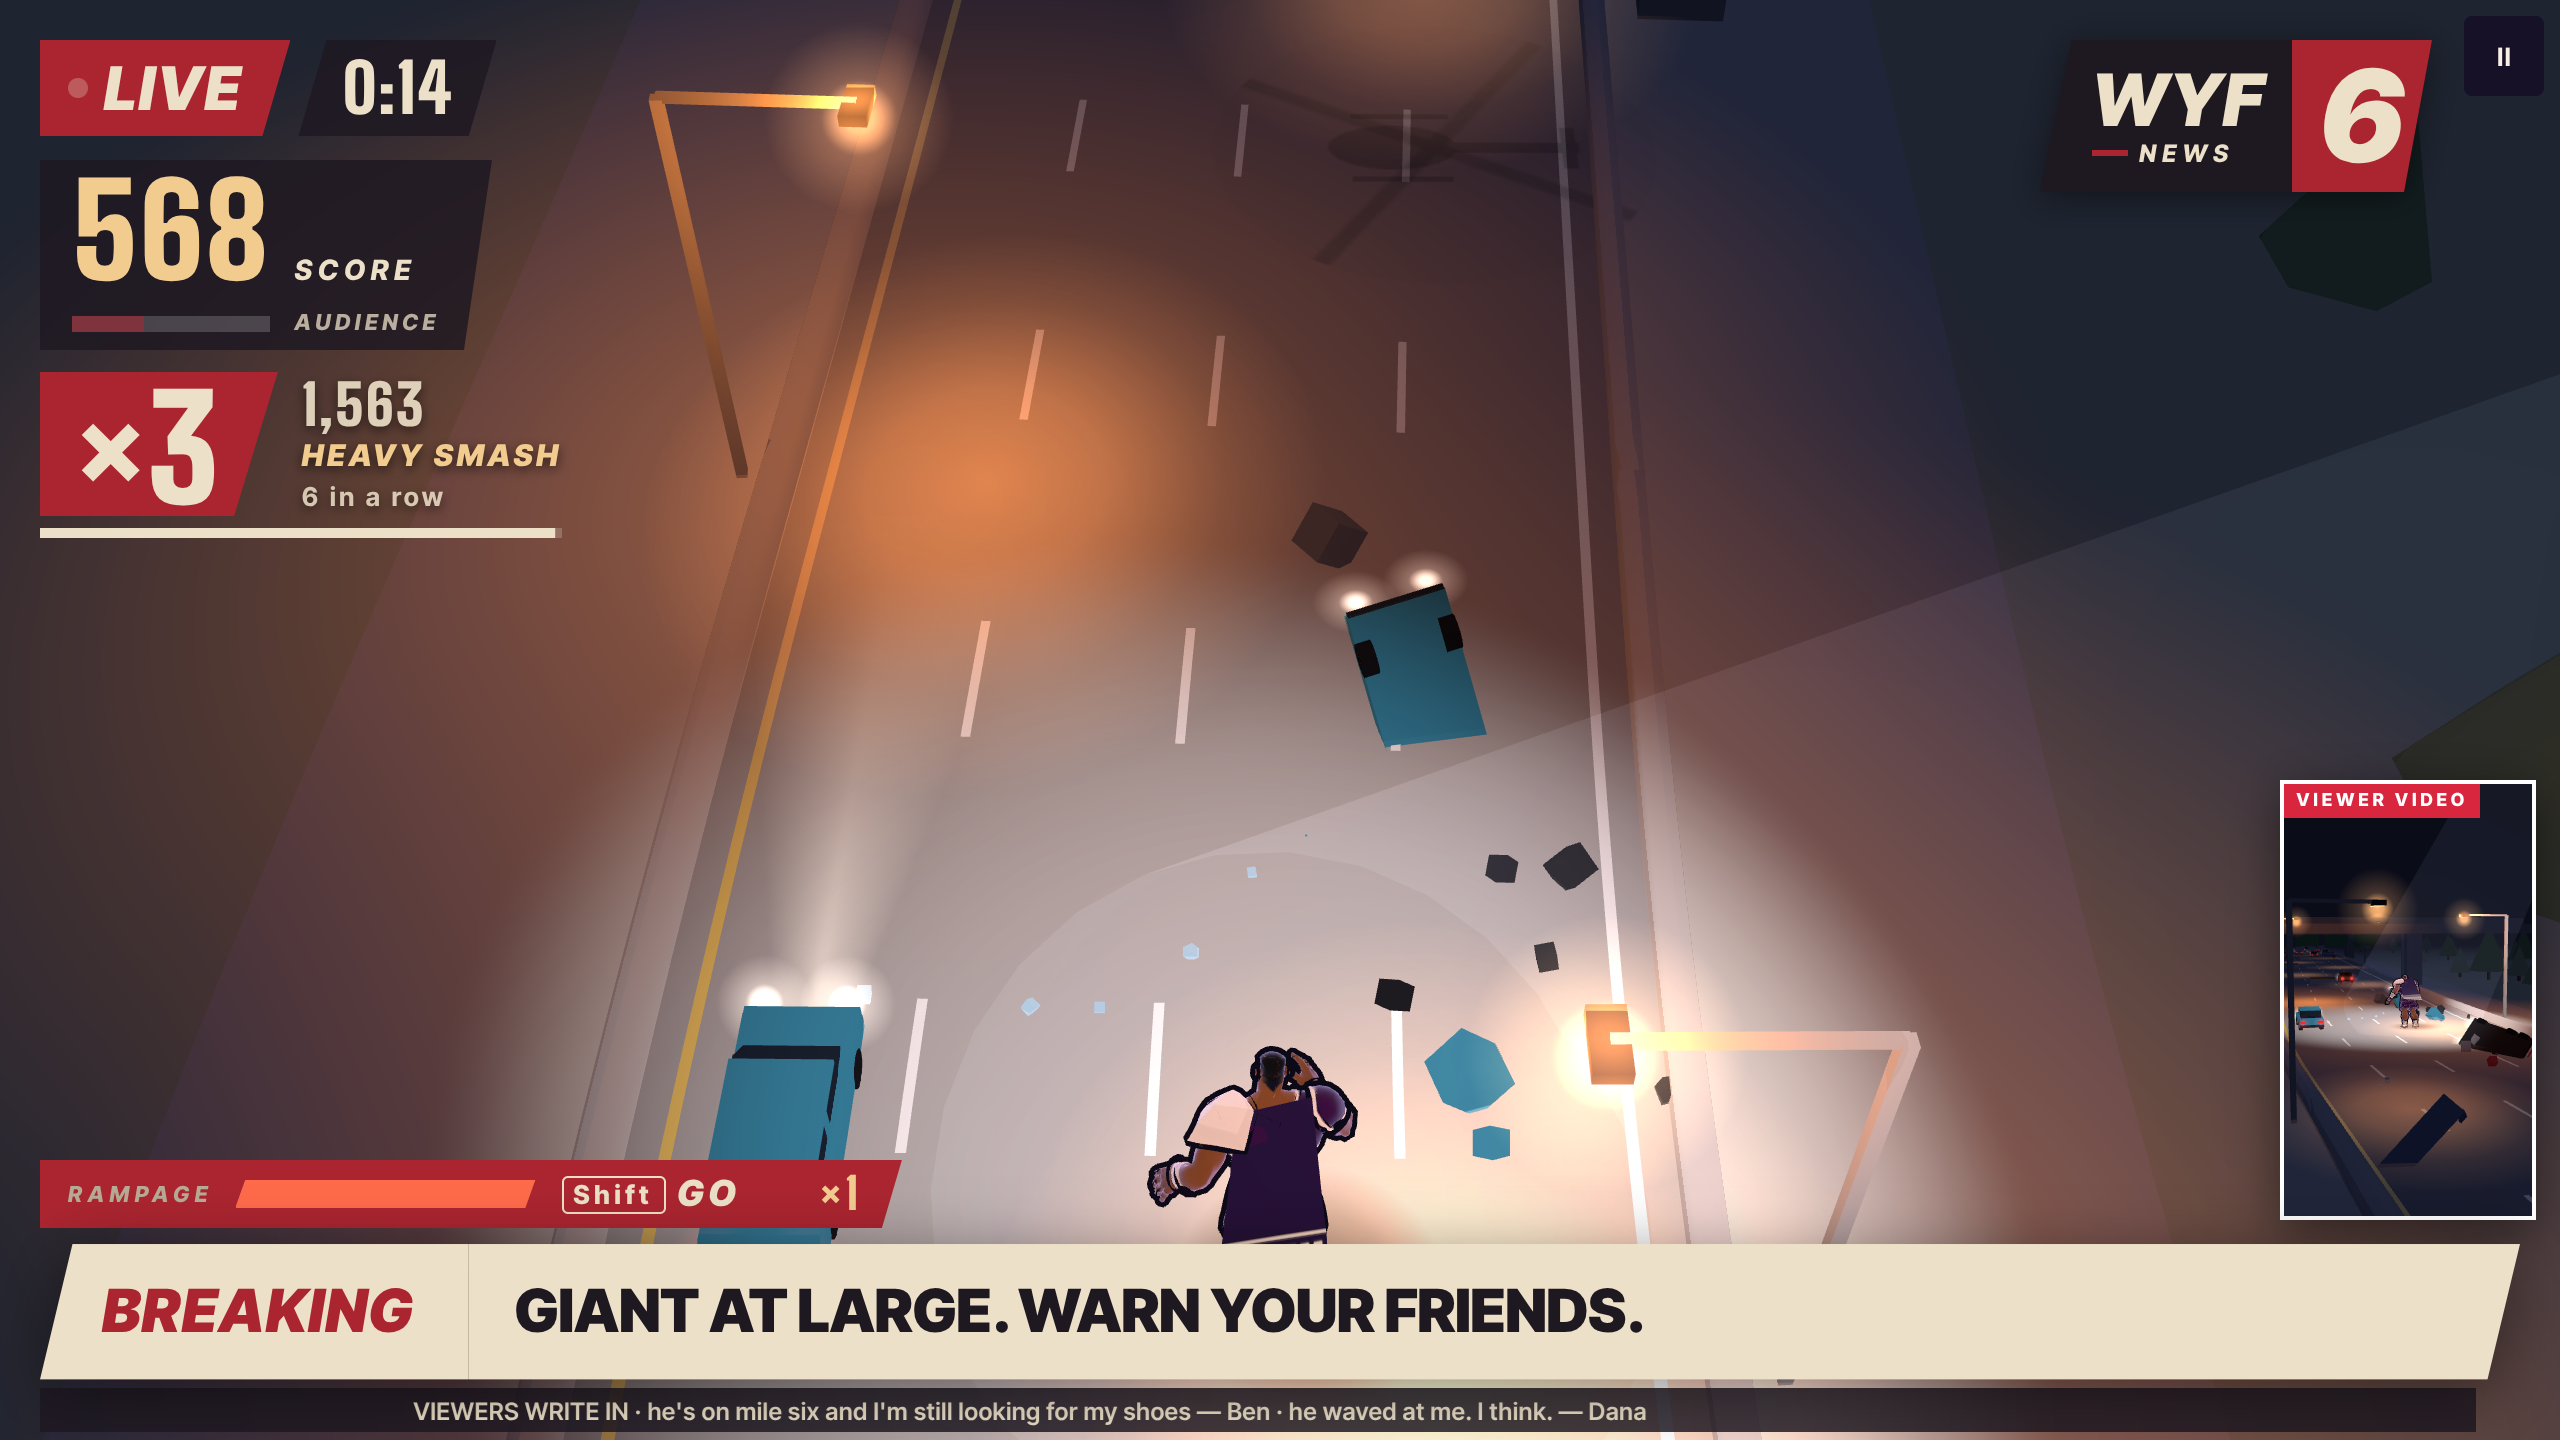 LIVE
0:14
568 SCORE
AUDIENCE
×3
1,563
HEAVY SMASH
6 in a row
WYF
NEWS
6
VIEWER VIDEO
RAMPAGE Shift GO ×1
BREAKING GIANT AT LARGE. WARN YOUR FRIENDS.
VIEWERS WRITE IN · he's on mile six and I'm still looking for my shoes — Ben · he waved at me. I think. — Dana